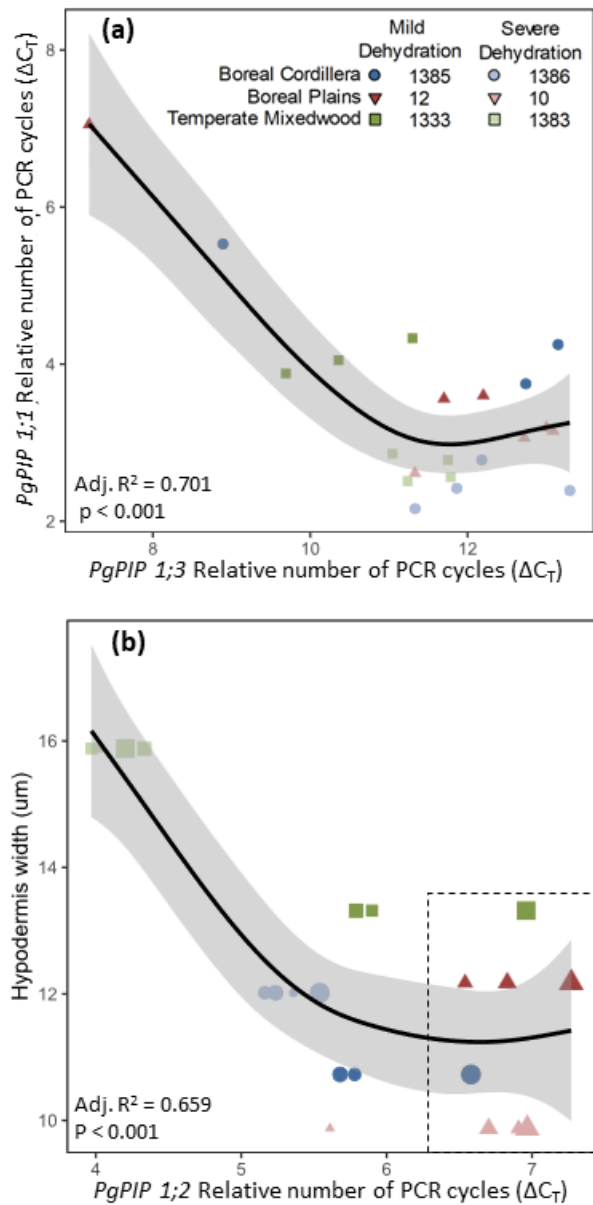 (a)
Mild Severe
Dehydration Dehydration
Boreal Cordillera 1385 1386
Boreal Plains 12 10
Temperate Mixedwood 1333 1383
8
6
4
2
PgPIP 1;1 Relative number of PCR cycles (ΔCT)
Adj. R² = 0.701
p < 0.001
8 10 12
PgPIP 1;3 Relative number of PCR cycles (ΔCT)
(b)
16
14
12
10
Hypodermis width (um)
Adj. R² = 0.659
P < 0.001
4 5 6 7
PgPIP 1;2 Relative number of PCR cycles (ΔCT)